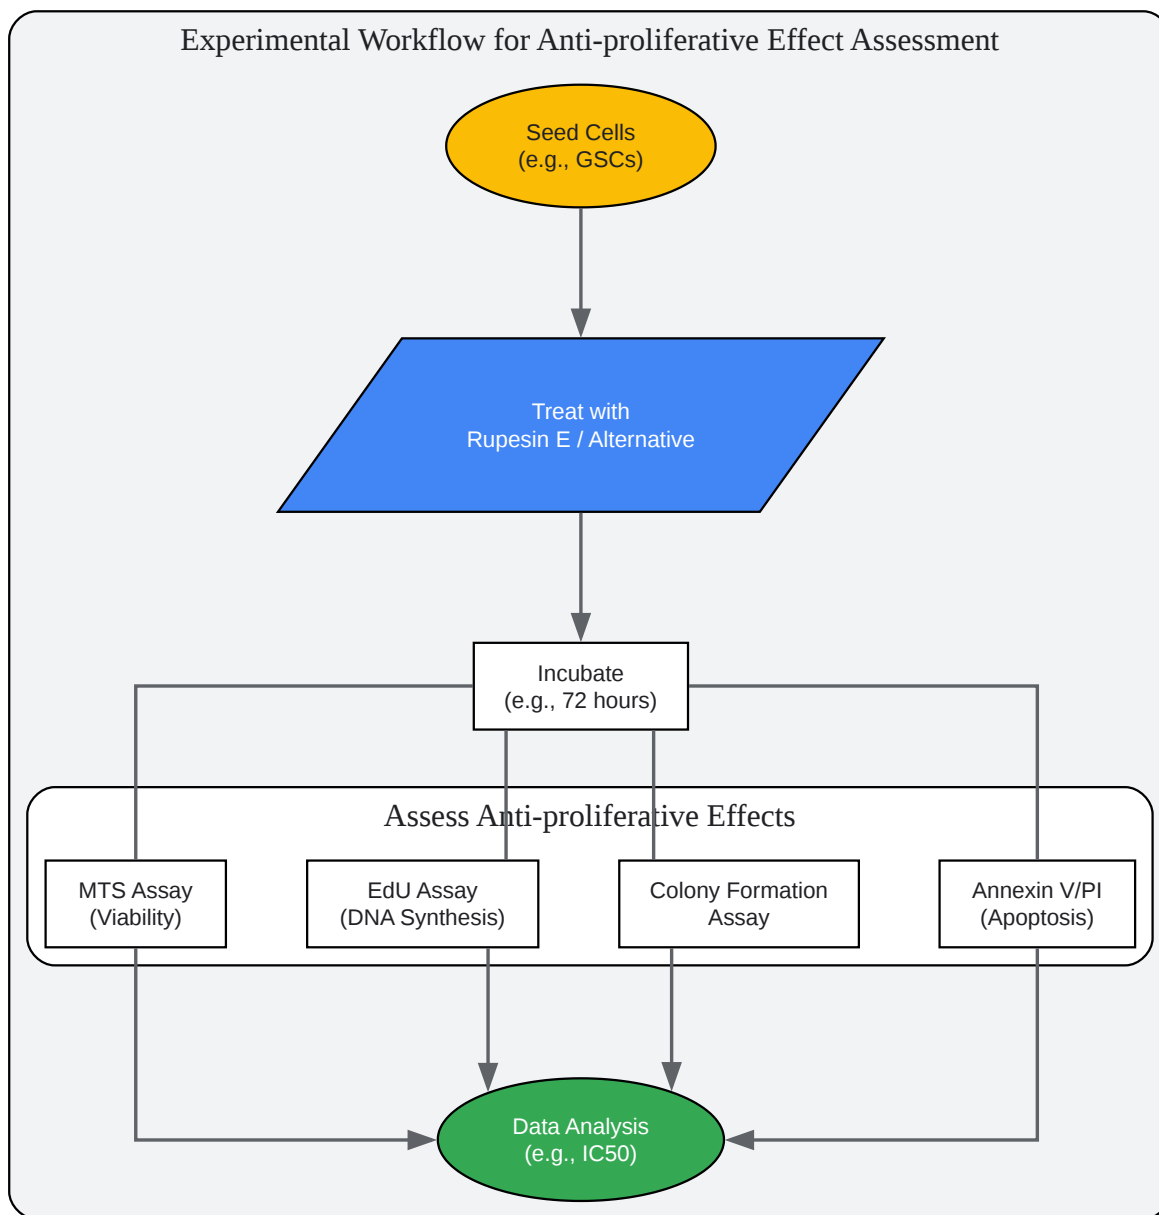 Experimental Workflow for Anti-proliferative Effect Assessment
Seed Cells
(e.g., GSCs)
Treat with
Rupesin E / Alternative
Incubate
(e.g., 72 hours)
Assess Anti-proliferative Effects
MTS Assay
(Viability)
EdU Assay
(DNA Synthesis)
Colony Formation
Assay
Annexin V/PI
(Apoptosis)
Data Analysis
(e.g., IC50)